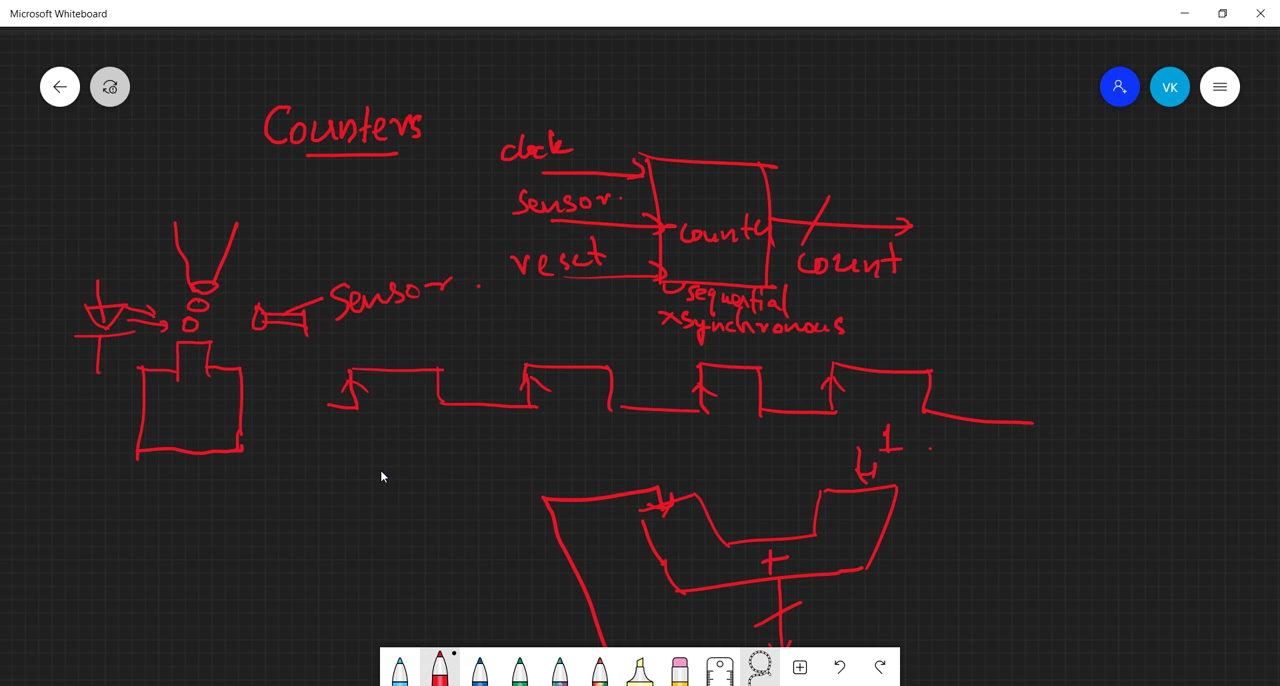 Microsoft Whiteboard
VK
Counters
clock
sensor.
reset
counter
count
sequential
synchronous
Sensor.
1
+